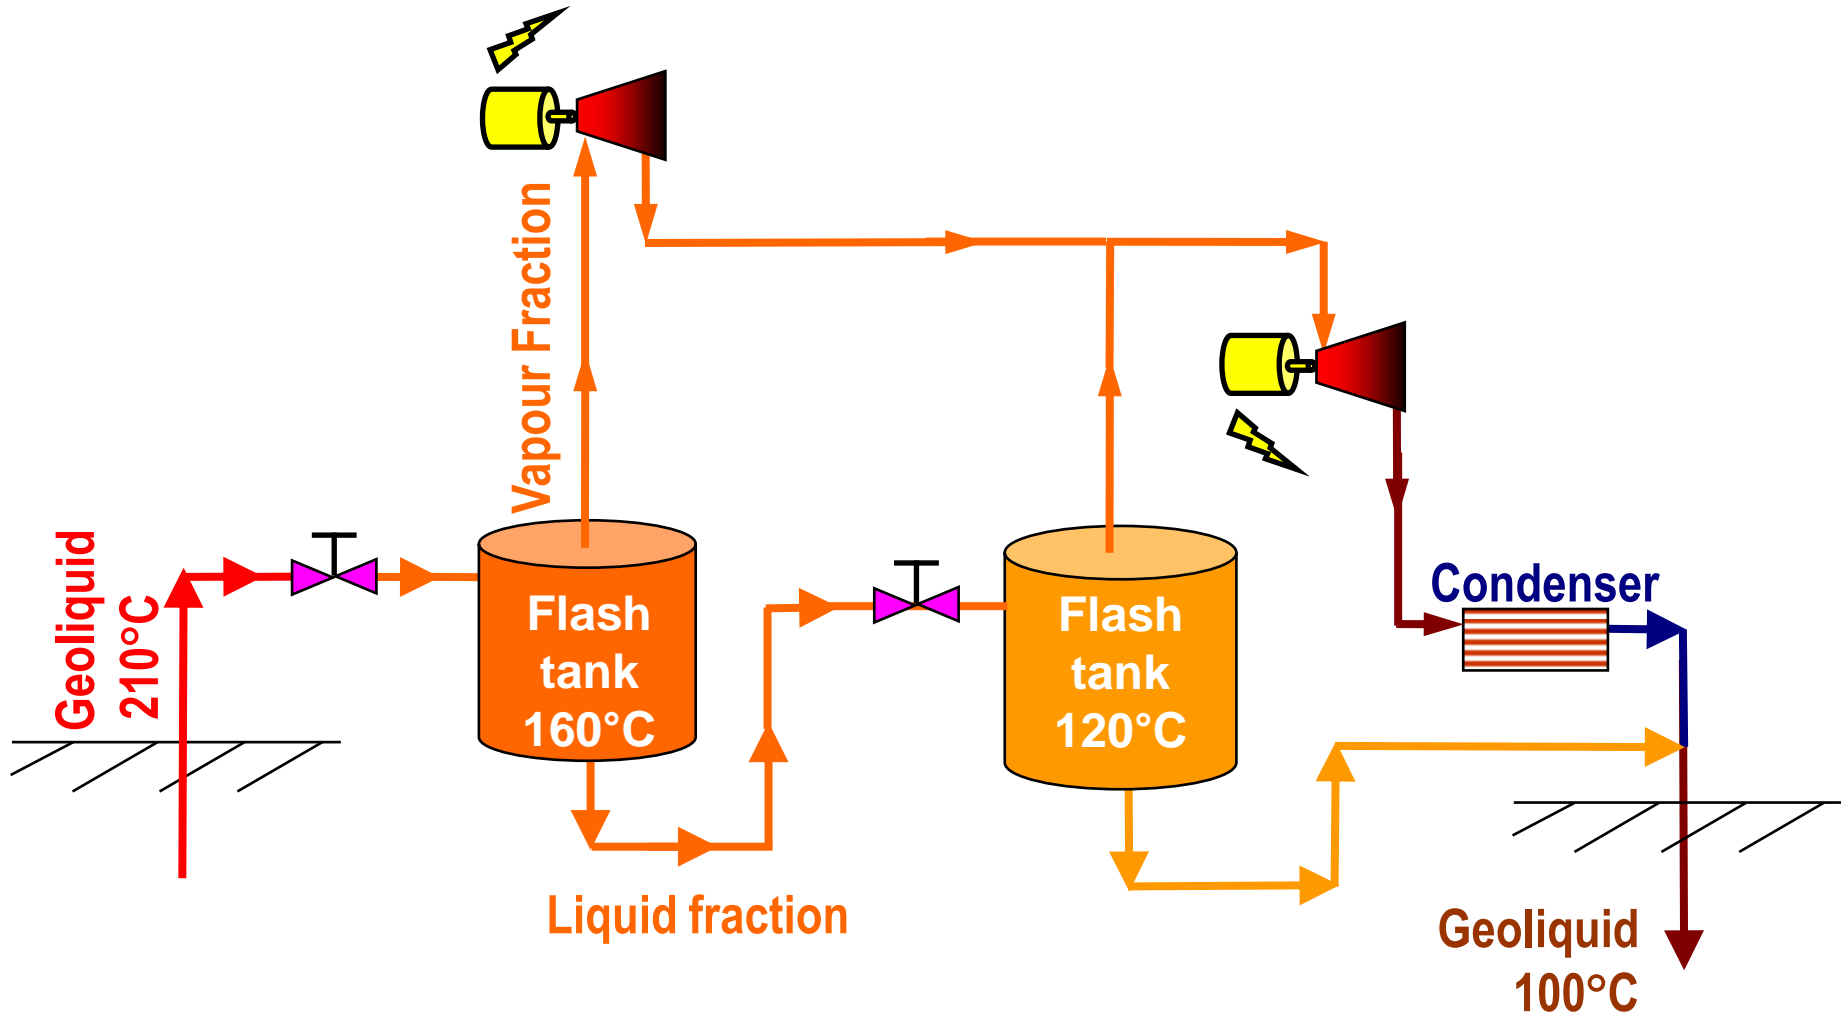 Vapour Fraction
Geoliquid
210°C
Flash
tank
160°C
Flash
tank
120°C
Condenser
Liquid fraction
Geoliquid
100°C